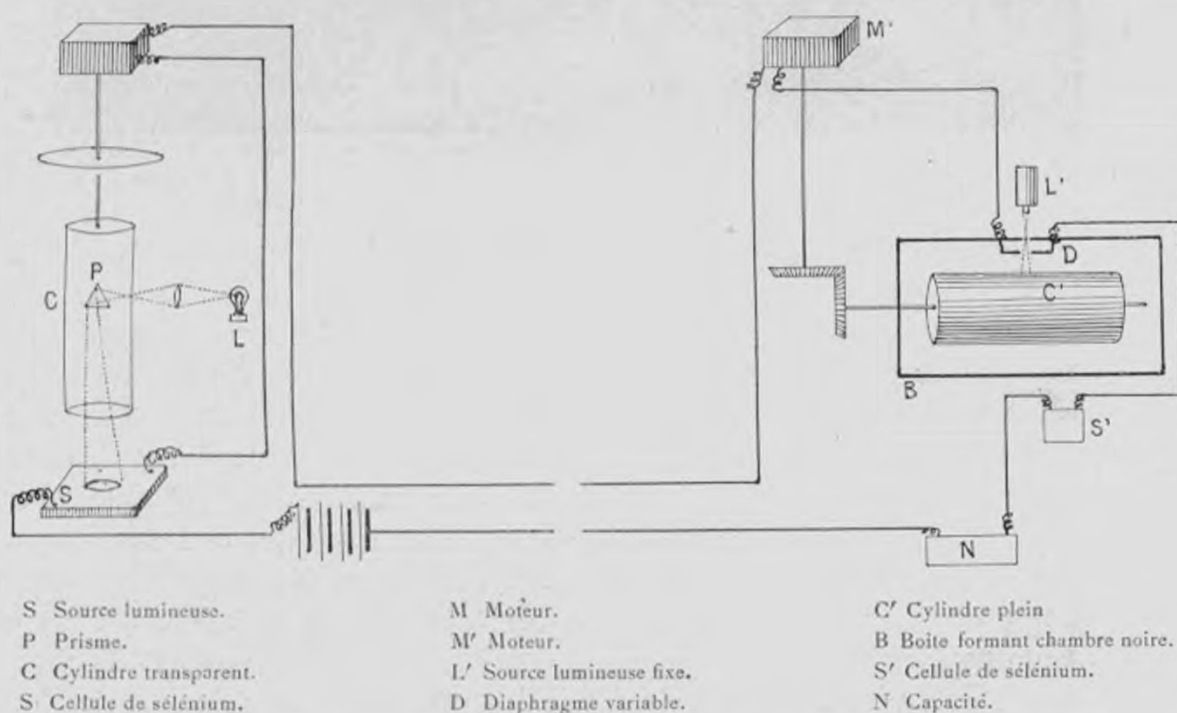 M'
L'
D
P
C
C'
L
B
S'
S
N
S Source lumineuse.
P Prisme.
C Cylindre transparent.
S Cellule de sélénium.
M Moteur.
M' Moteur.
L' Source lumineuse fixe.
D Diaphragme variable.
C' Cylindre plein
B Boîte formant chambre noire.
S' Cellule de sélénium.
N Capacité.